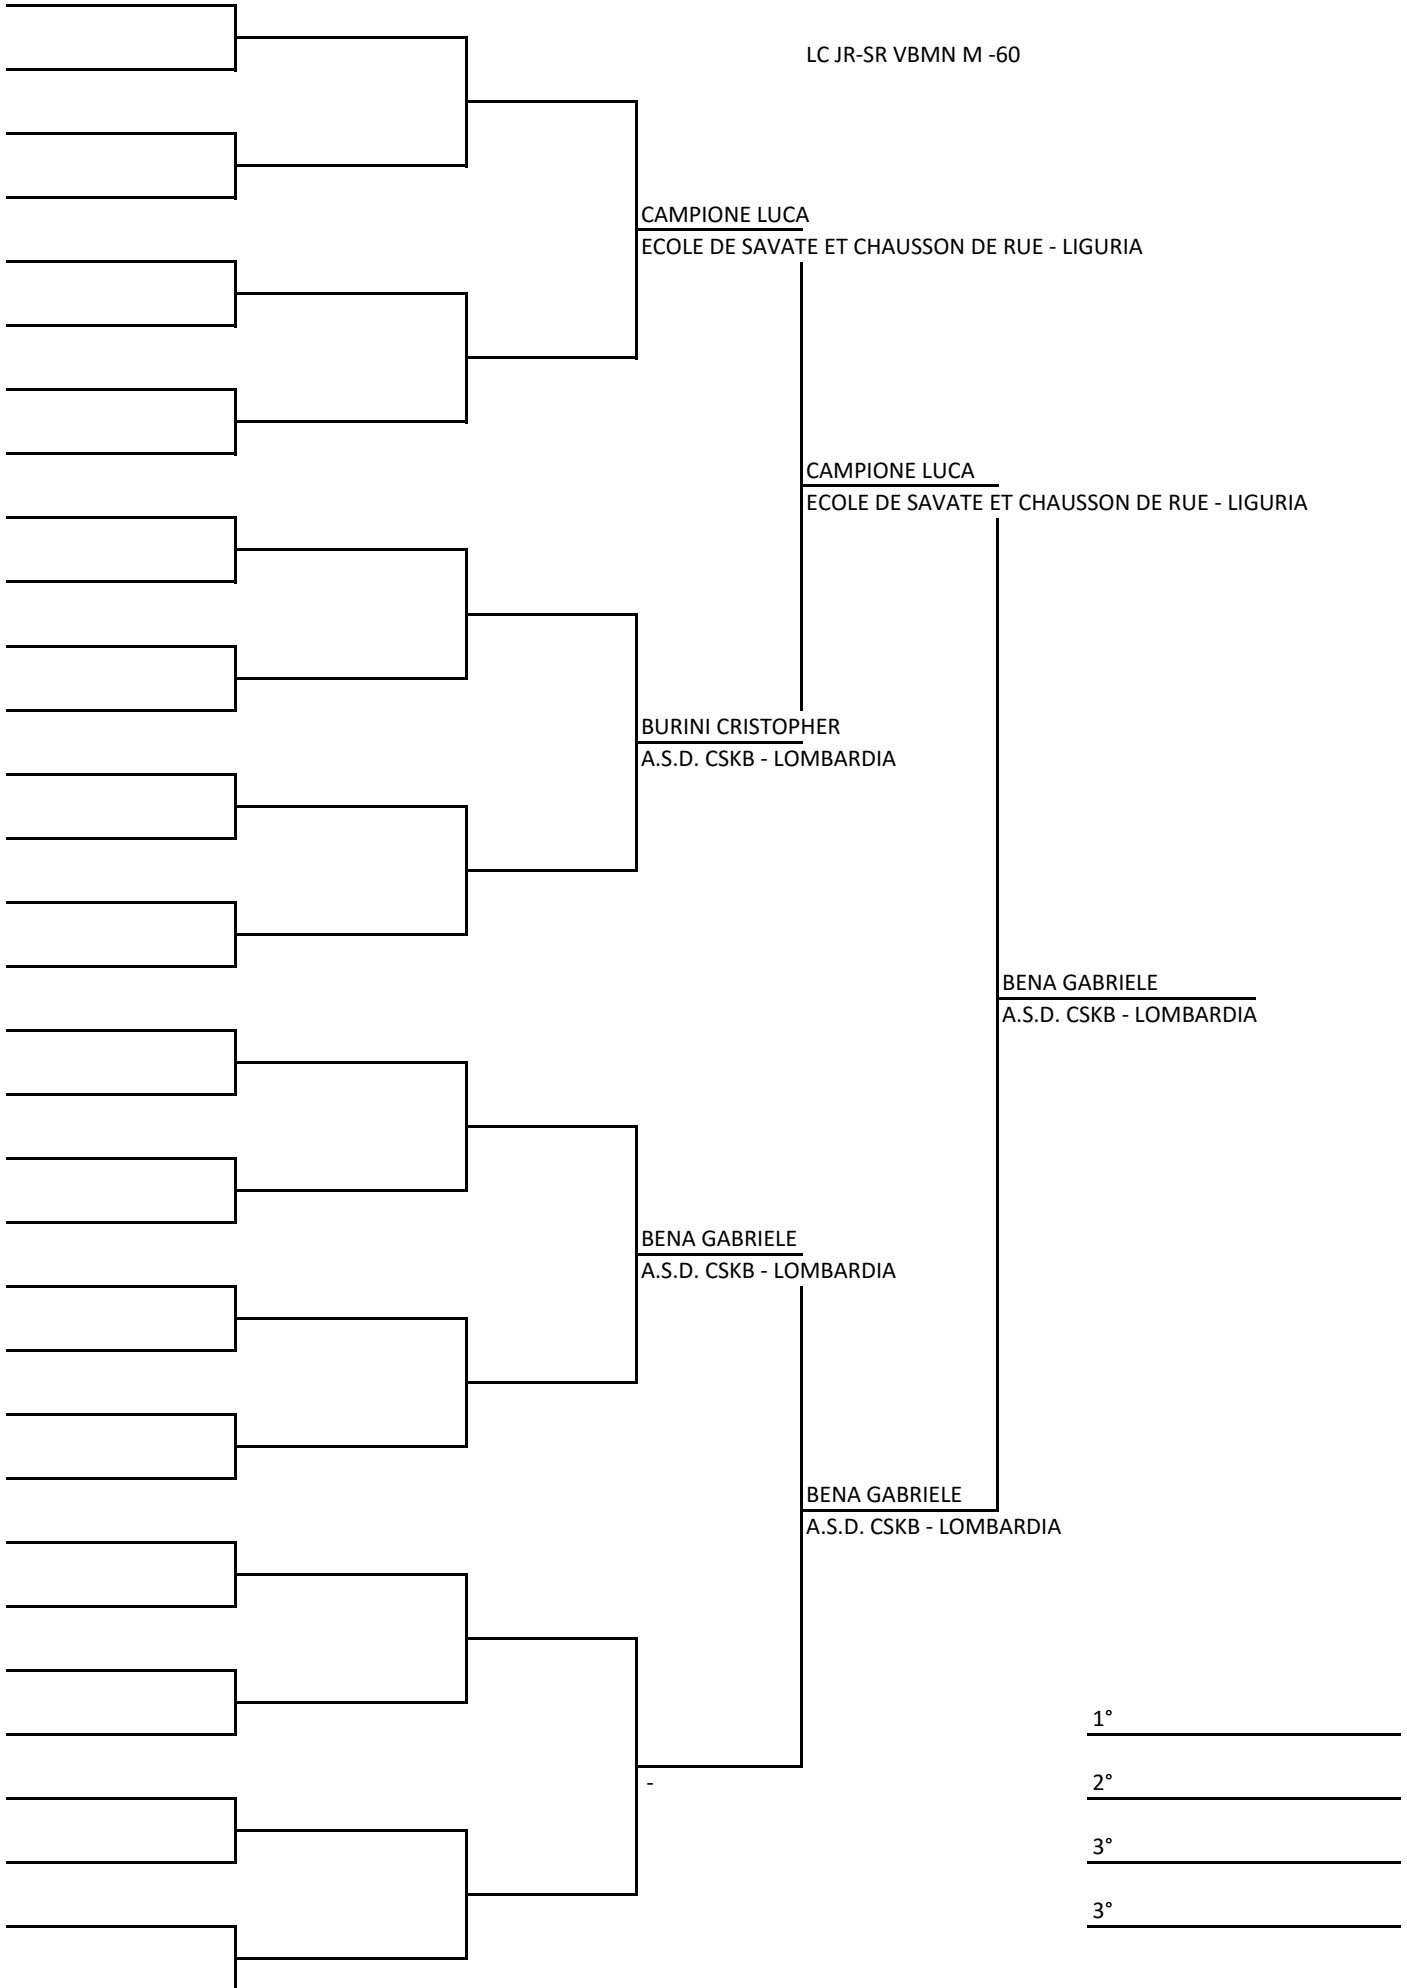 LC JR-SR VBMN M -60
CAMPIONE LUCA
ECOLE DE SAVATE ET CHAUSSON DE RUE - LIGURIA
CAMPIONE LUCA
ECOLE DE SAVATE ET CHAUSSON DE RUE - LIGURIA
BURINI CRISTOPHER
A.S.D. CSKB - LOMBARDIA
BENA GABRIELE
A.S.D. CSKB - LOMBARDIA
BENA GABRIELE
A.S.D. CSKB - LOMBARDIA
BENA GABRIELE
A.S.D. CSKB - LOMBARDIA
1°
-
2°
3°
3°